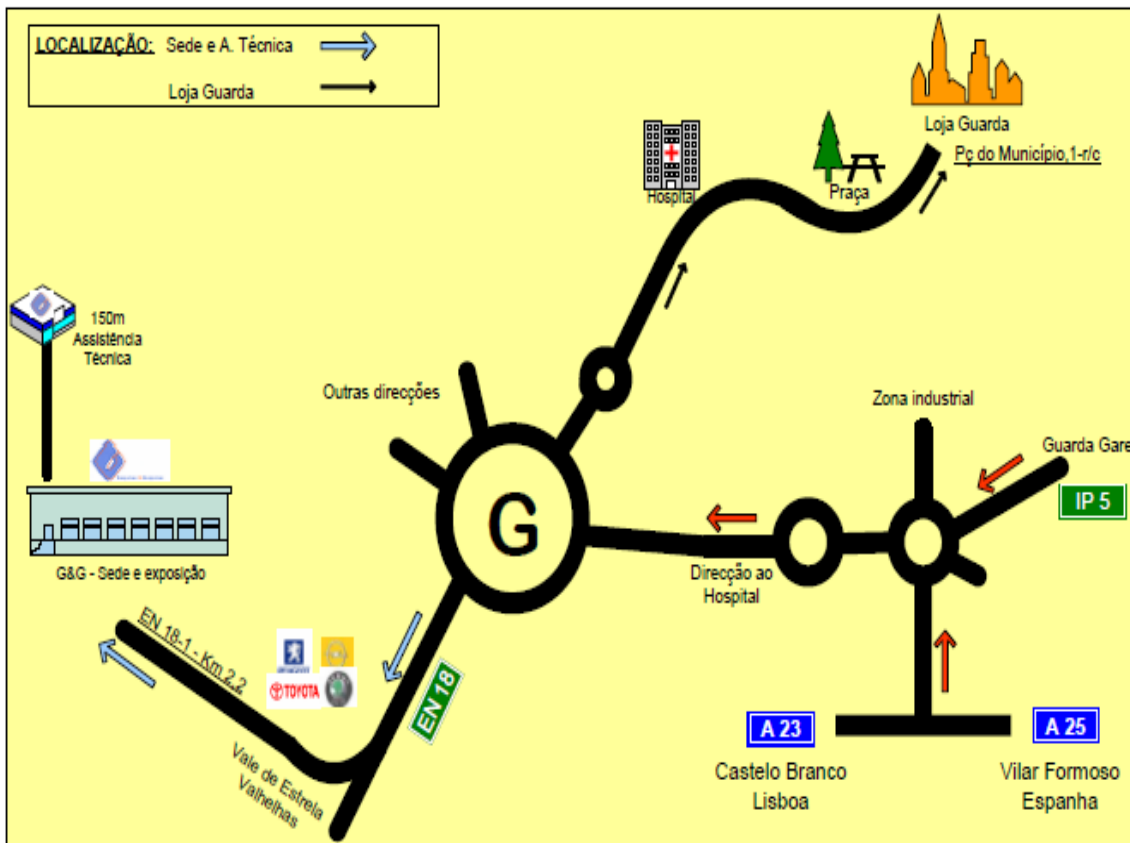 LOCALIZAÇÃO: Sede e A. Técnica
Loja Guarda
Loja Guarda
Pç do Município,1-r/c
Hospital
Praça
150m
Assistência
Técnica
Outras direcções
Zona industrial
Guarda Gare
IP 5
G
G&G - Sede e exposição
Direcção ao
Hospital
EN 18-1 - Km 2,2
TOYOTA
EN 18
Vale de Estrela
Valhelhas
A 23
A 25
Castelo Branco
Lisboa
Vilar Formoso
Espanha